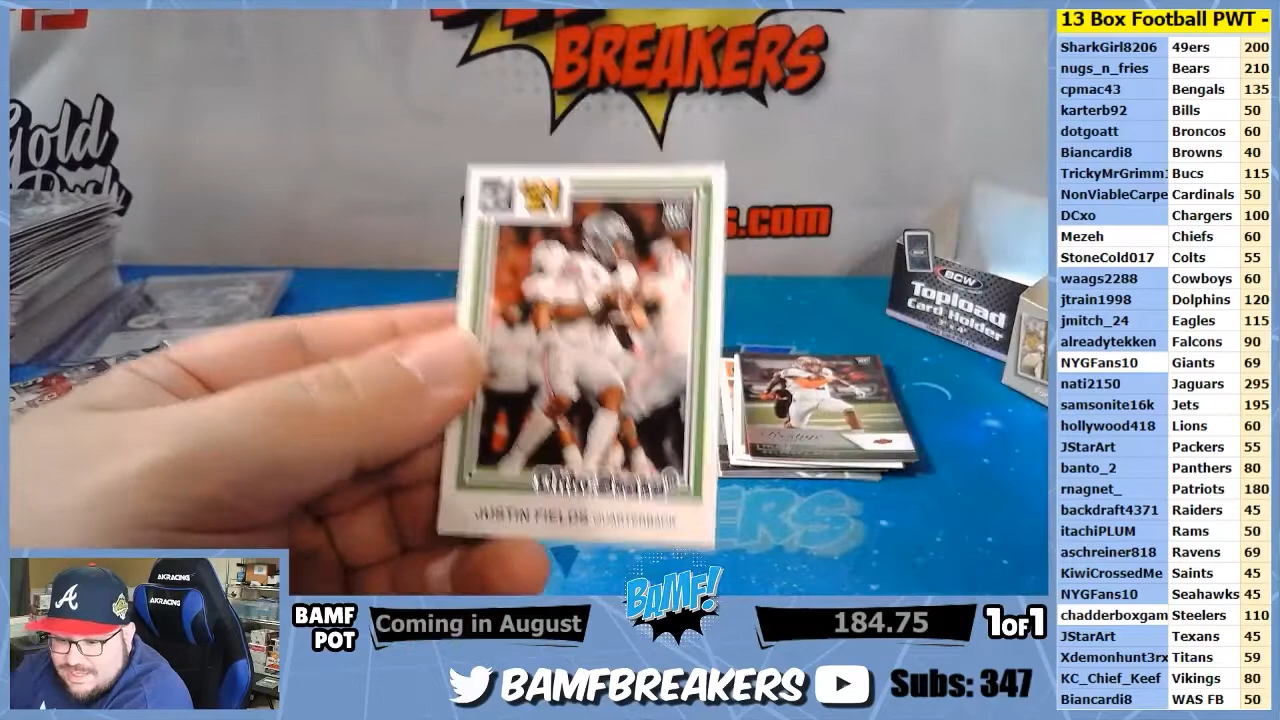 BREAKERS
Gold
s.com
BCW
Topload
Card Holder
JUSTIN FIELDS QUARTERBACK
ERS
AKRACING
AKRACING
A
BAMF
POT
Coming in August
BAMF!
184.75
1OF1
BAMFBREAKERS
Subs: 347
13 Box Football PWT -
SharkGirl8206 49ers 200
nugs_n_fries Bears 210
cpmac43 Bengals 135
karterb92 Bills 50
dotgoatt Broncos 60
Biancardi8 Browns 40
TrickyMrGrimm Bucs 115
NonViableCarpe Cardinals 50
DCxo Chargers 100
Mezeh Chiefs 60
StoneCold017 Colts 55
waags2288 Cowboys 60
jtrain1998 Dolphins 120
jmitch_24 Eagles 115
alreadytekken Falcons 90
NYGFans10 Giants 69
nati2150 Jaguars 295
samsonite16k Jets 195
hollywood418 Lions 60
JStarArt Packers 55
banto_2 Panthers 80
rnagnet_ Patriots 180
backdraft4371 Raiders 45
itachiPLUM Rams 50
aschreiner818 Ravens 69
KiwiCrossedMe Saints 45
NYGFans10 Seahawks 45
chadderboxgam Steelers 110
JStarArt Texans 45
Xdemonhunt3rx Titans 59
KC_Chief_Keef Vikings 80
Biancardi8 WAS FB 50